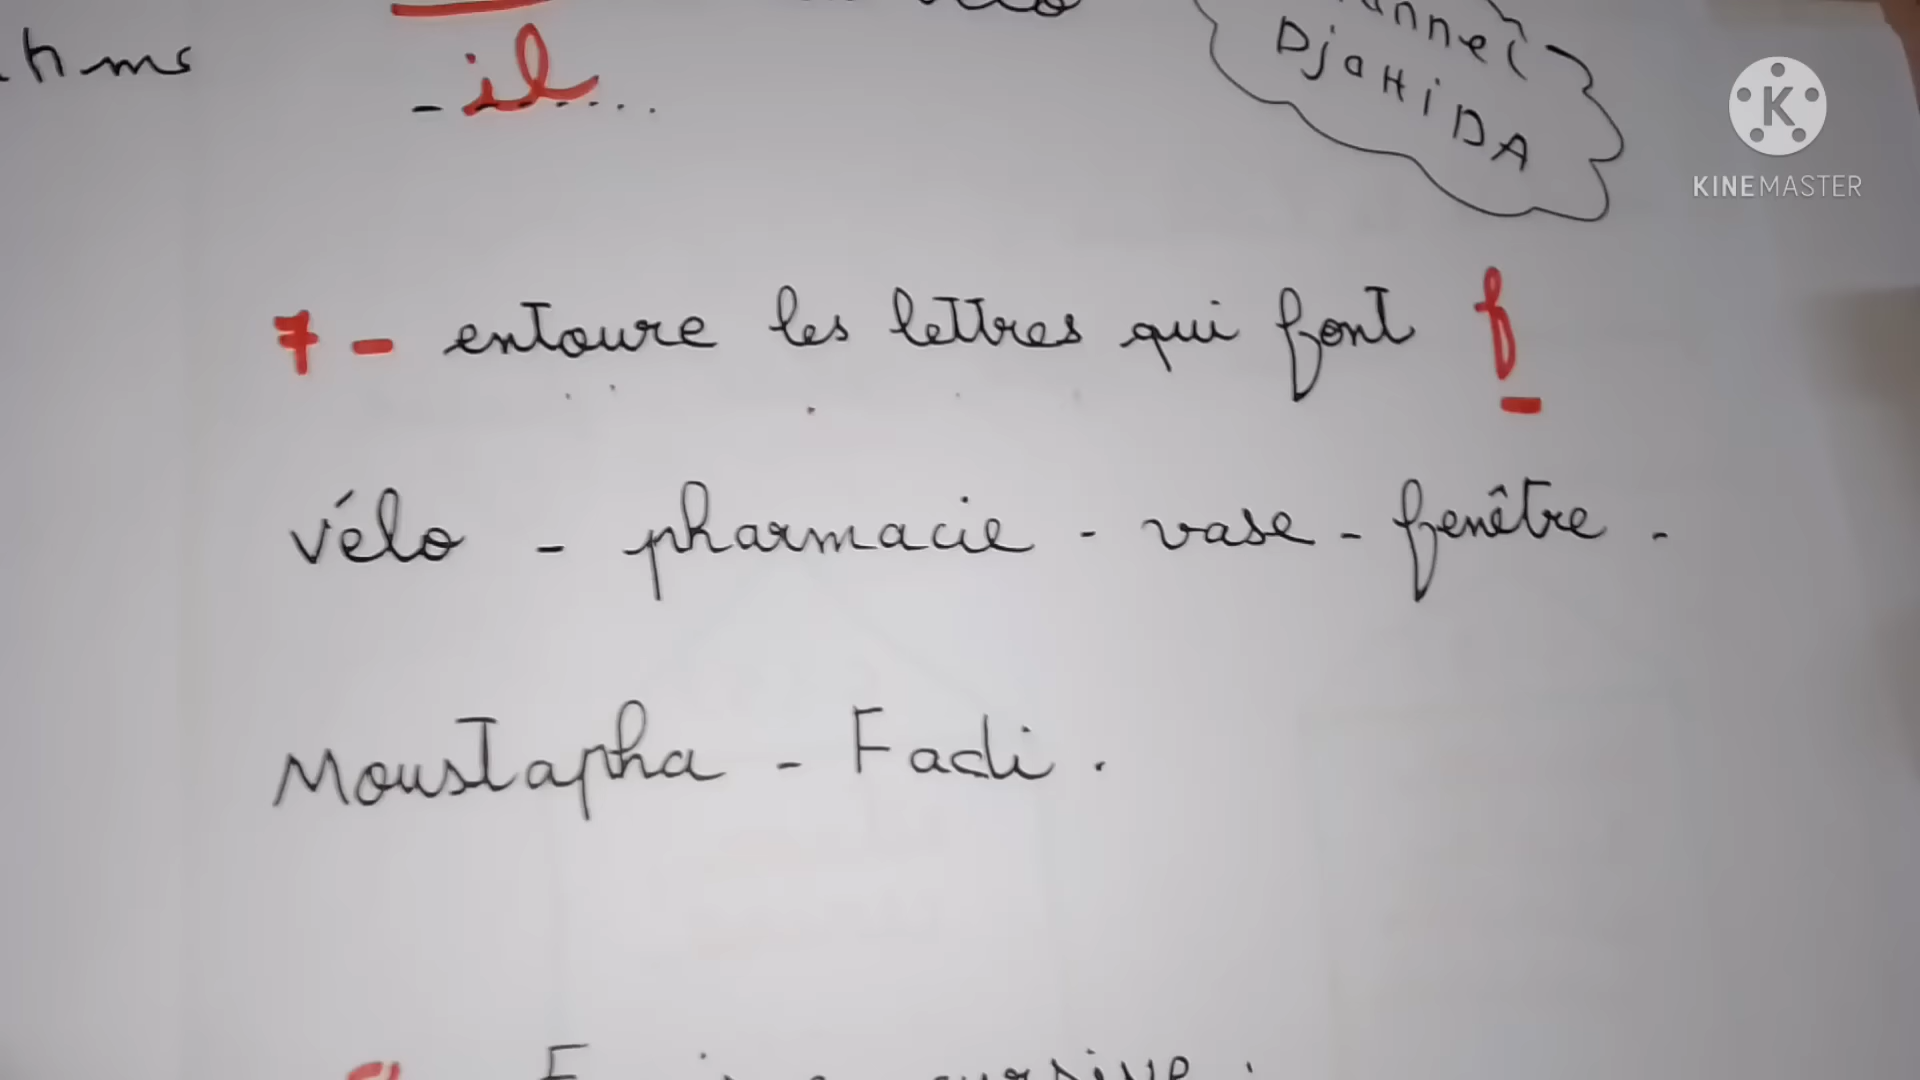 - il .....
DjaHiDA
KINEMASTER
7 - entoure les lettres qui font f
vélo - pharmacie - vase - fenêtre -
Moustapha - Fadi .